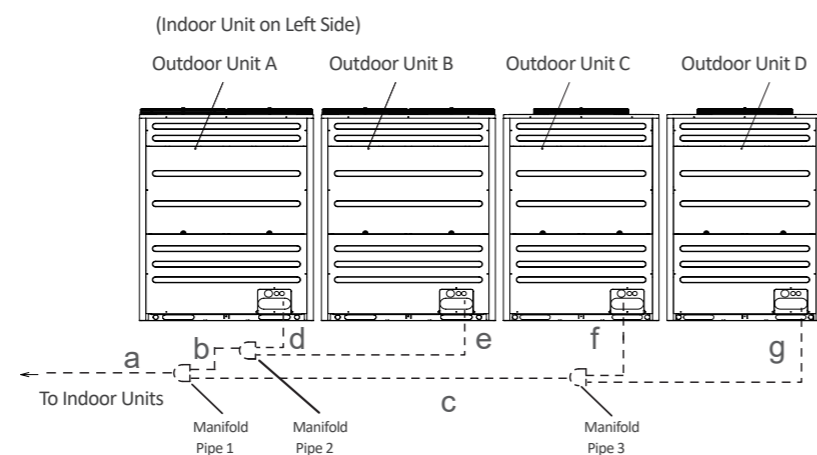 (Indoor Unit on Left Side)
Outdoor Unit A
Outdoor Unit B
Outdoor Unit C
Outdoor Unit D
a
b
d
e
f
g
c
To Indoor Units
Manifold
Pipe 1
Manifold
Pipe 2
Manifold
Pipe 3